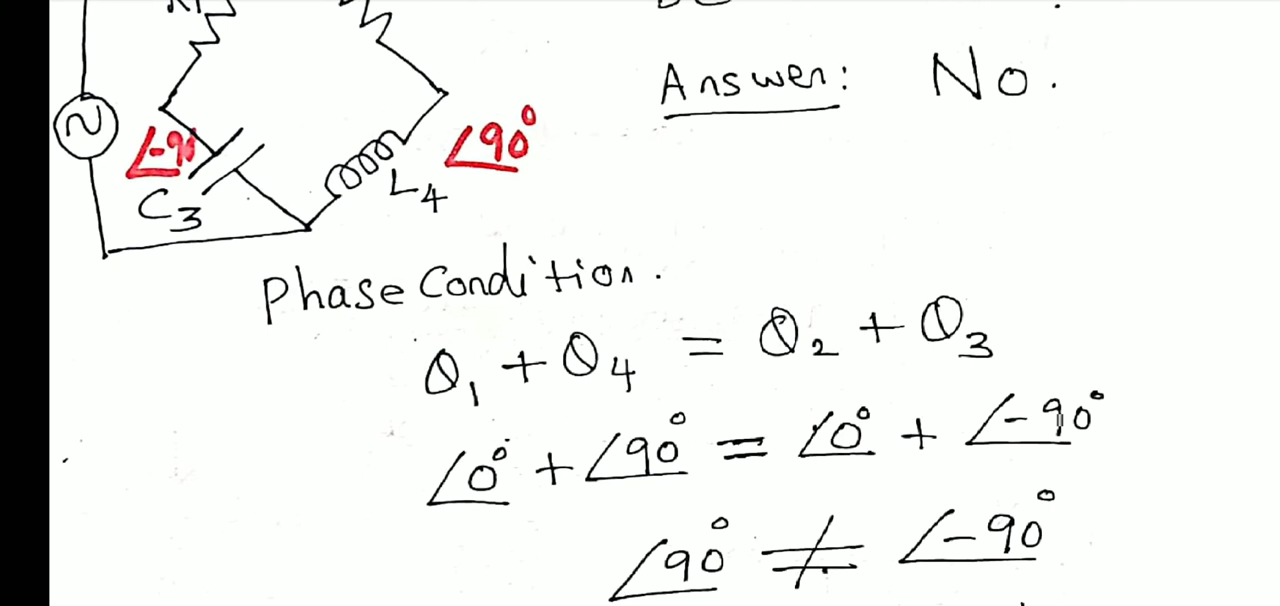 Answer: No.
∠-90
∠90°
C3
L4
Phase Condition.
θ1 + θ4 = θ2 + θ3
∠0° + ∠90° = ∠0° + ∠-90°
∠90° ≠ ∠-90°